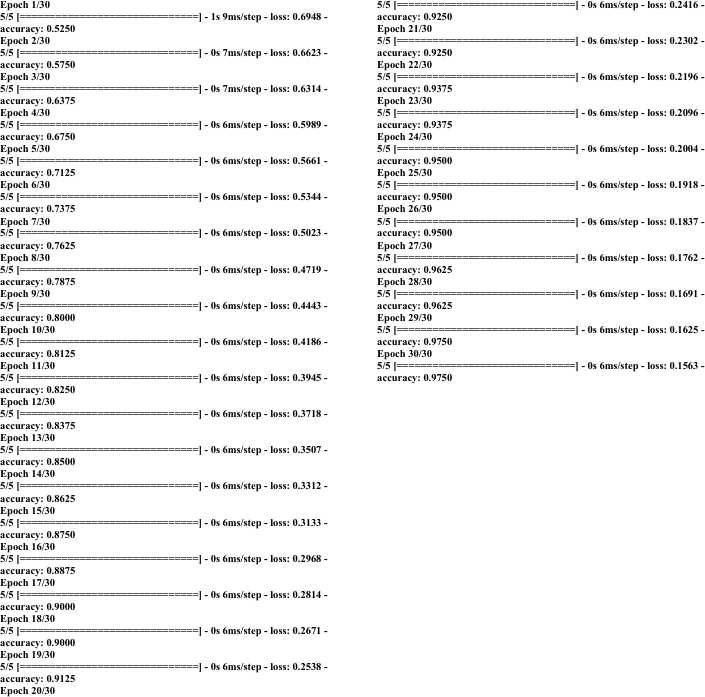 Epoch 1/30
5/5 [==============================] - 1s 9ms/step - loss: 0.6948 -
accuracy: 0.5250
Epoch 2/30
5/5 [==============================] - 0s 7ms/step - loss: 0.6623 -
accuracy: 0.5750
Epoch 3/30
5/5 [==============================] - 0s 7ms/step - loss: 0.6314 -
accuracy: 0.6375
Epoch 4/30
5/5 [==============================] - 0s 6ms/step - loss: 0.5989 -
accuracy: 0.6750
Epoch 5/30
5/5 [==============================] - 0s 6ms/step - loss: 0.5661 -
accuracy: 0.7125
Epoch 6/30
5/5 [==============================] - 0s 6ms/step - loss: 0.5344 -
accuracy: 0.7375
Epoch 7/30
5/5 [==============================] - 0s 6ms/step - loss: 0.5023 -
accuracy: 0.7625
Epoch 8/30
5/5 [==============================] - 0s 6ms/step - loss: 0.4719 -
accuracy: 0.7875
Epoch 9/30
5/5 [==============================] - 0s 6ms/step - loss: 0.4443 -
accuracy: 0.8000
Epoch 10/30
5/5 [==============================] - 0s 6ms/step - loss: 0.4186 -
accuracy: 0.8125
Epoch 11/30
5/5 [==============================] - 0s 6ms/step - loss: 0.3945 -
accuracy: 0.8250
Epoch 12/30
5/5 [==============================] - 0s 6ms/step - loss: 0.3718 -
accuracy: 0.8375
Epoch 13/30
5/5 [==============================] - 0s 6ms/step - loss: 0.3507 -
accuracy: 0.8500
Epoch 14/30
5/5 [==============================] - 0s 6ms/step - loss: 0.3312 -
accuracy: 0.8625
Epoch 15/30
5/5 [==============================] - 0s 6ms/step - loss: 0.3133 -
accuracy: 0.8750
Epoch 16/30
5/5 [==============================] - 0s 6ms/step - loss: 0.2968 -
accuracy: 0.8875
Epoch 17/30
5/5 [==============================] - 0s 6ms/step - loss: 0.2814 -
accuracy: 0.9000
Epoch 18/30
5/5 [==============================] - 0s 6ms/step - loss: 0.2671 -
accuracy: 0.9000
Epoch 19/30
5/5 [==============================] - 0s 6ms/step - loss: 0.2538 -
accuracy: 0.9125
Epoch 20/30
5/5 [==============================] - 0s 6ms/step - loss: 0.2416 -
accuracy: 0.9250
Epoch 21/30
5/5 [==============================] - 0s 6ms/step - loss: 0.2302 -
accuracy: 0.9250
Epoch 22/30
5/5 [==============================] - 0s 6ms/step - loss: 0.2196 -
accuracy: 0.9375
Epoch 23/30
5/5 [==============================] - 0s 6ms/step - loss: 0.2096 -
accuracy: 0.9375
Epoch 24/30
5/5 [==============================] - 0s 6ms/step - loss: 0.2004 -
accuracy: 0.9500
Epoch 25/30
5/5 [==============================] - 0s 6ms/step - loss: 0.1918 -
accuracy: 0.9500
Epoch 26/30
5/5 [==============================] - 0s 6ms/step - loss: 0.1837 -
accuracy: 0.9500
Epoch 27/30
5/5 [==============================] - 0s 6ms/step - loss: 0.1762 -
accuracy: 0.9625
Epoch 28/30
5/5 [==============================] - 0s 6ms/step - loss: 0.1691 -
accuracy: 0.9625
Epoch 29/30
5/5 [==============================] - 0s 6ms/step - loss: 0.1625 -
accuracy: 0.9750
Epoch 30/30
5/5 [==============================] - 0s 6ms/step - loss: 0.1563 -
accuracy: 0.9750